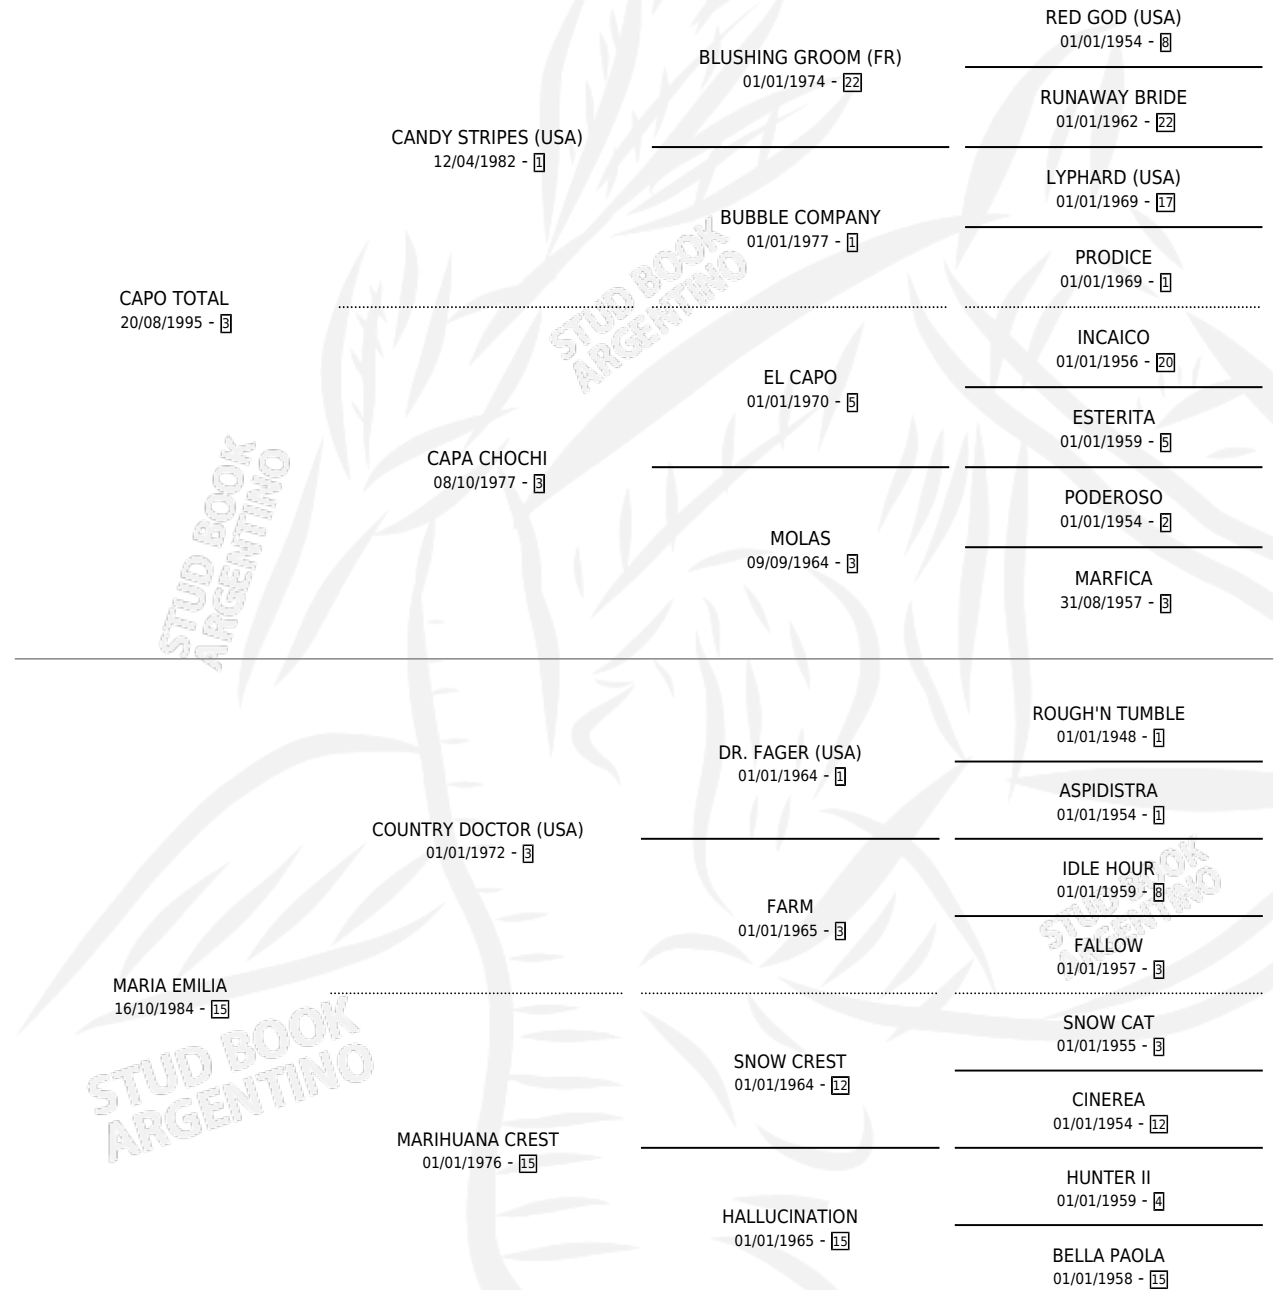 RED GOD (USA)
01/01/1954 - 8
BLUSHING GROOM (FR)
01/01/1974 - 22
RUNAWAY BRIDE
01/01/1962 - 22
CANDY STRIPES (USA)
12/04/1982 - 1
LYPHARD (USA)
01/01/1969 - 17
BUBBLE COMPANY
01/01/1977 - 1
PRODICE
01/01/1969 - 1
CAPO TOTAL
20/08/1995 - 3
STUD BOOK
ARGENTINO
INCAICO
01/01/1956 - 20
EL CAPO
01/01/1970 - 5
ESTERITA
01/01/1959 - 5
CAPA CHOCHI
08/10/1977 - 3
PODEROSO
01/01/1954 - 2
MOLAS
09/09/1964 - 3
MARFICA
31/08/1957 - 3
STUD BOOK
ARGENTINO
ROUGH'N TUMBLE
01/01/1948 - 1
DR. FAGER (USA)
01/01/1964 - 1
ASPIDISTRA
01/01/1954 - 1
COUNTRY DOCTOR (USA)
01/01/1972 - 3
IDLE HOUR
01/01/1959 - 8
FARM
01/01/1965 - 3
FALLOW
01/01/1957 - 3
STUD BOOK
ARGENTINO
MARIA EMILIA
16/10/1984 - 15
SNOW CAT
01/01/1955 - 3
SNOW CREST
01/01/1964 - 12
CINEREA
01/01/1954 - 12
STUD BOOK
ARGENTINO
MARIHUANA CREST
01/01/1976 - 15
HUNTER II
01/01/1959 - 4
HALLUCINATION
01/01/1965 - 15
BELLA PAOLA
01/01/1958 - 15